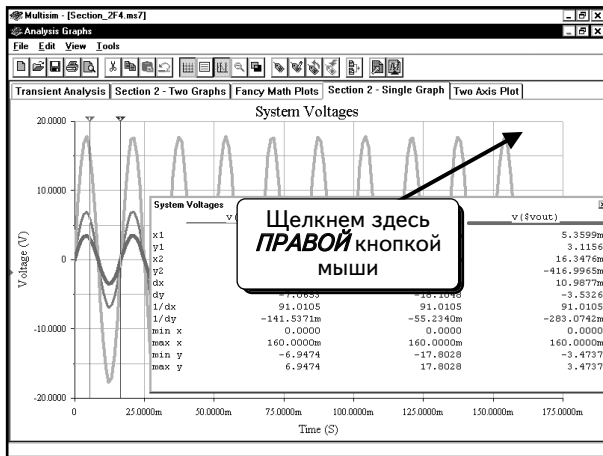 Multisim - [Section_2F4.ms7]
Analysis Graphs
File Edit View Tools
Transient Analysis Section 2 - Two Graphs Fancy Math Plots Section 2 - Single Graph Two Axis Plot
System Voltages
20.0000
10.0000
0
-10.0000
-20.0000
Voltage (V)
0 25.0000m 50.0000m 75.0000m 100.0000m 125.0000m 150.0000m 175.0000m
Time (S)
System Voltages
v($vout)
x1 5.3599m
y1 3.1156
x2 16.3476m
y2 -416.9965m
dx 10.9877m
dy -7.0653 -18.1048 -3.5326
1/dx 91.0105 91.0105 91.0105
1/dy -141.5371m -55.2340m -283.0742m
min x 0.0000 0.0000 0.0000
max x 160.0000m 160.0000m 160.0000m
min y -6.9474 -17.8028 -3.4737
max y 6.9474 17.8028 3.4737
Щелкнем здесь
ПРАВОЙ кнопкой
мыши